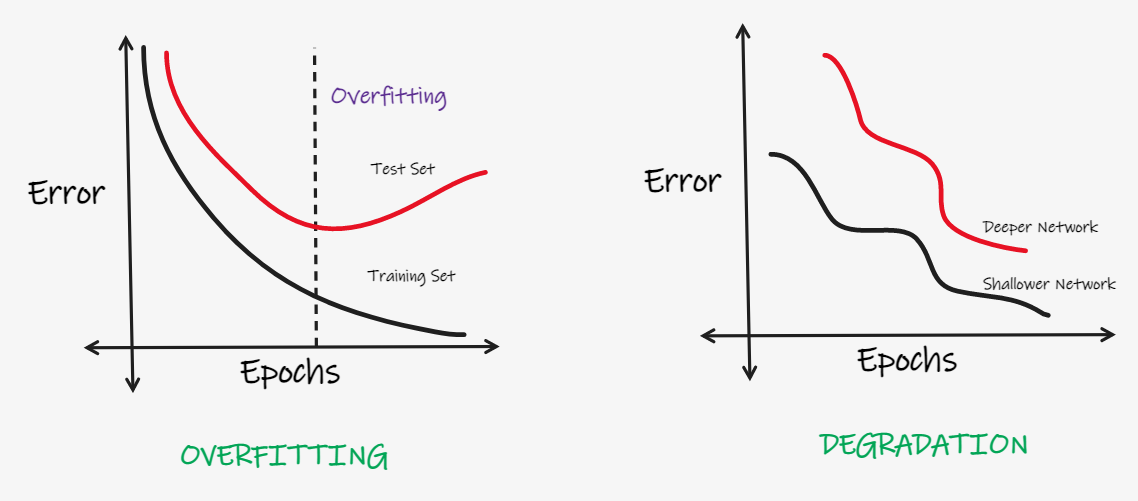 Overfitting
Test Set
Error
Training Set
Epochs
OVERFITTING
Error
Deeper Network
Shallower Network
Epochs
DEGRADATION